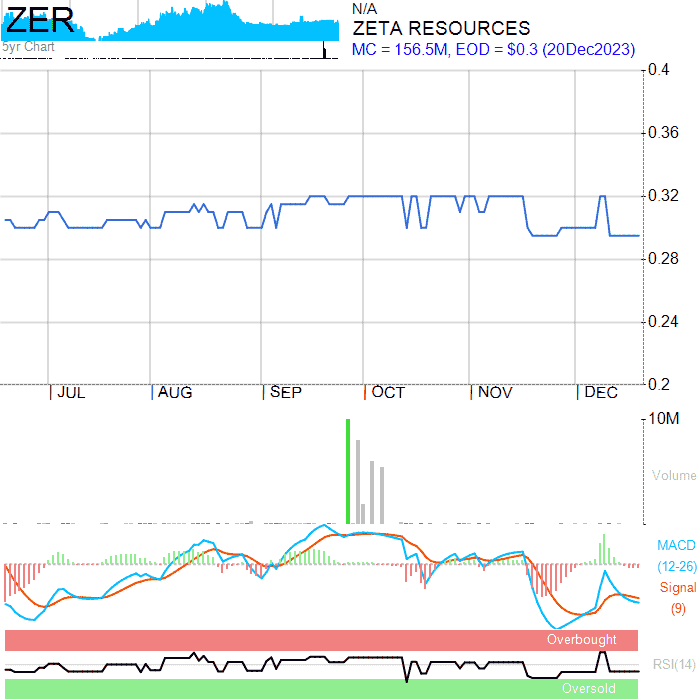 ZER
5yr Chart
N/A
ZETA RESOURCES
MC = 156.5M, EOD = $0.3 (20Dec2023)
0.4
0.36
0.32
0.28
0.24
0.2
JUL AUG SEP OCT NOV DEC
10M
Volume
MACD
(12-26)
Signal
(9)
Overbought
RSI(14)
Oversold